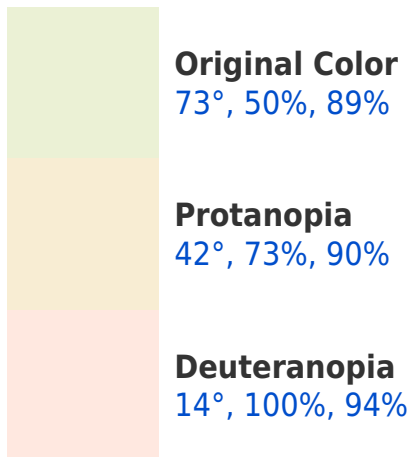 Original Color
73°, 50%, 89%
Protanopia
42°, 73%, 90%
Deuteranopia
14°, 100%, 94%